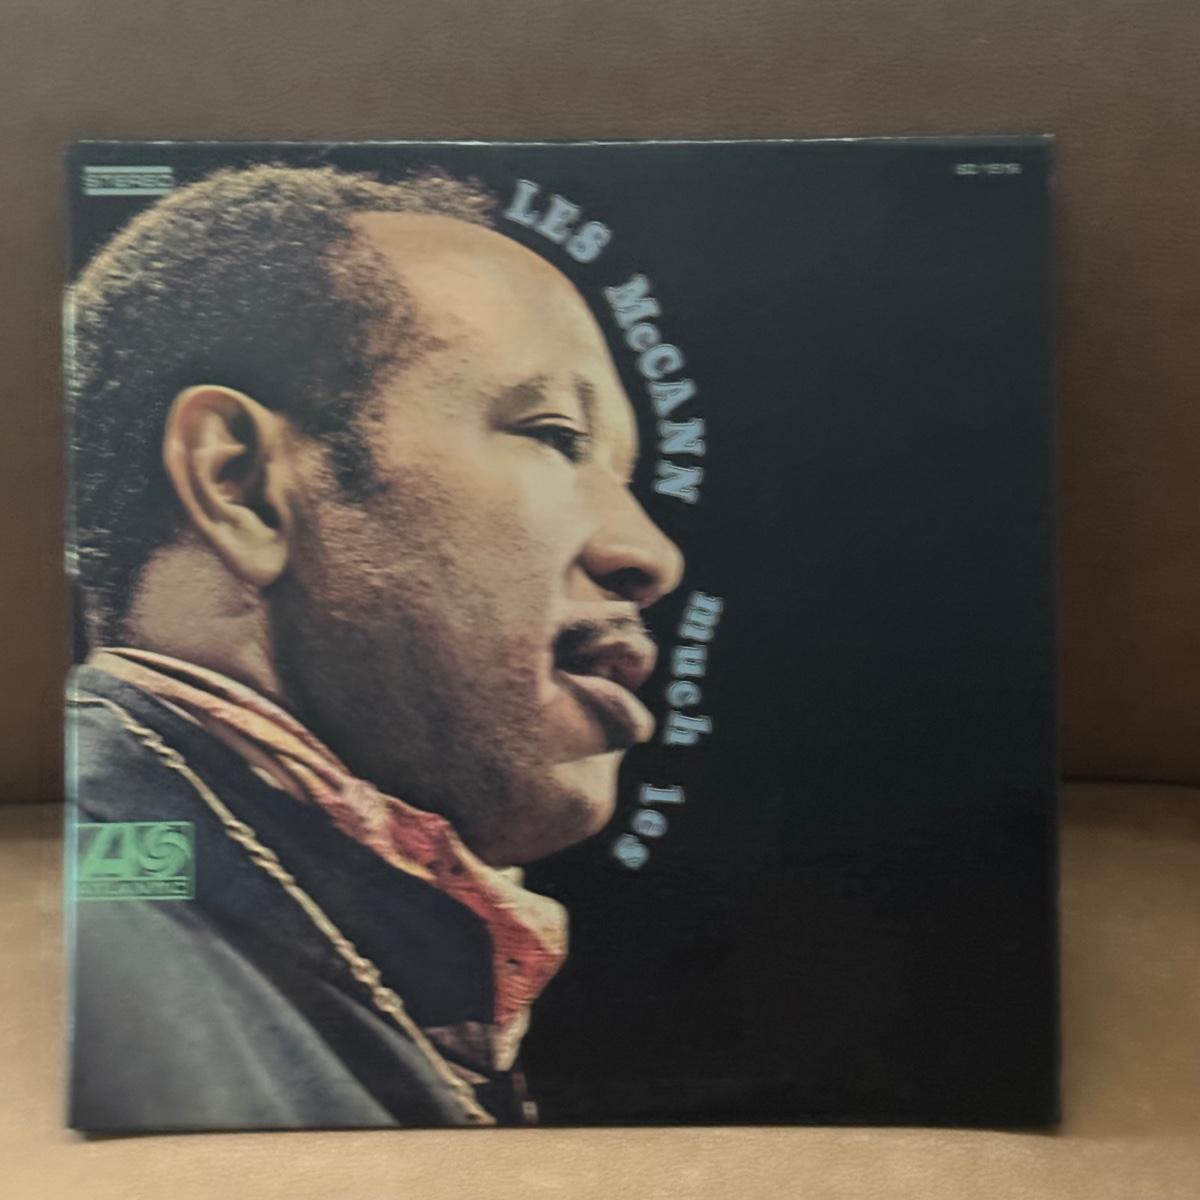 STEREO
SD 1516
LES McCANN
much les
ATLANTIC